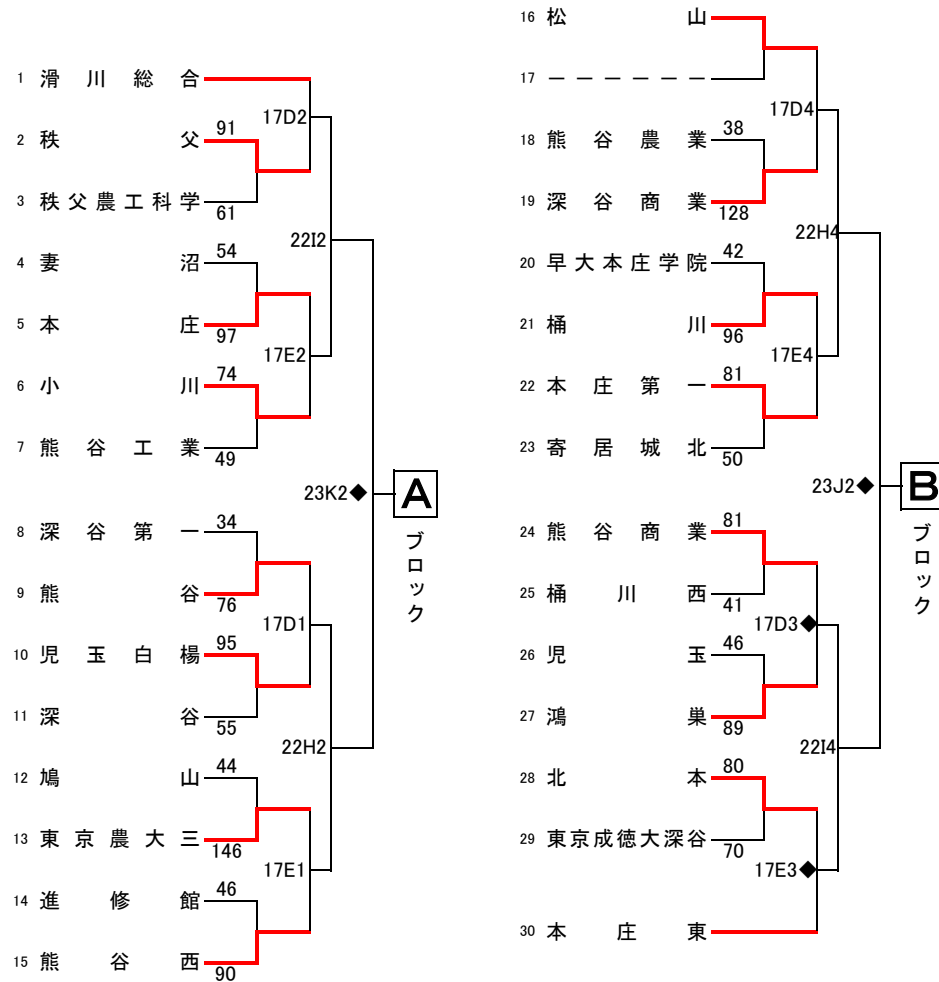 1 滑川総合
17D2
2 秩父 91
3 秩父農工科学 61
22I2
4 妻沼 54
5 本庄 97
17E2
6 小川 74
7 熊谷工業 49
23K2◆
A
ブロック
8 深谷第一 34
9 熊谷 76
17D1
10 児玉白楊 95
11 深谷 55
22H2
12 鳩山 44
13 東京農大三 146
17E1
14 進修館 46
15 熊谷西 90
16 松山
17 ーーーーーー
17D4
18 熊谷農業 38
19 深谷商業 128
22H4
20 早大本庄学院 42
21 桶川 96
17E4
22 本庄第一 81
23 寄居城北 50
23J2◆
B
ブロック
24 熊谷商業 81
25 桶川西 41
17D3◆
26 児玉 46
27 鴻巣 89
22I4
28 北本 80
29 東京成徳大深谷 70
17E3◆
30 本庄東